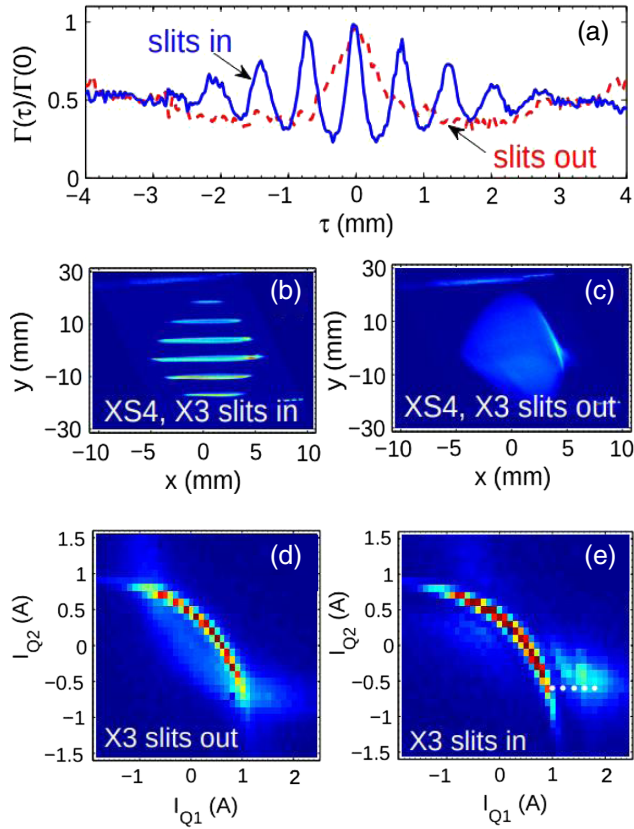 (a)
slits in
slits out
Γ(τ)/Γ(0)
1
0.5
0
−4 −3 −2 −1 0 1 2 3 4
τ (mm)
(b)
30
10
−10
−30
y (mm)
XS4, X3 slits in
−10 −5 0 5 10
x (mm)
(c)
30
10
−10
−30
y (mm)
XS4, X3 slits out
−10 −5 0 5 10
x (mm)
(d)
1.5
1
0.5
0
−0.5
−1
−1.5
I_Q2 (A)
X3 slits out
−1 0 1 2
I_Q1 (A)
(e)
1.5
1
0.5
0
−0.5
−1
−1.5
I_Q2 (A)
X3 slits in
−1 0 1 2
I_Q1 (A)